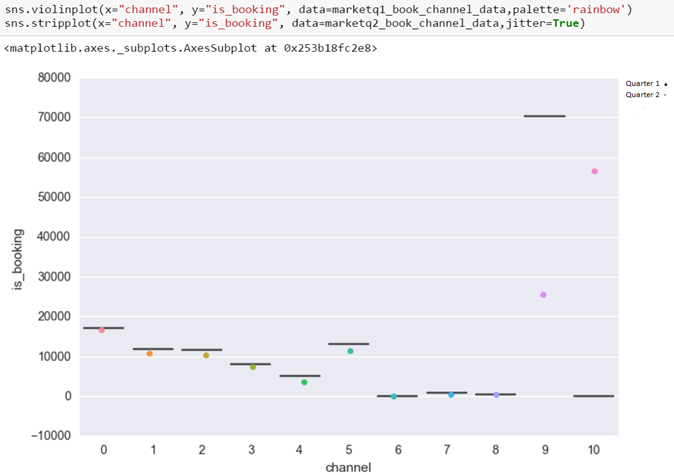 sns.violinplot(x="channel", y="is_booking", data=marketq1_book_channel_data,palette='rainbow')
sns.stripplot(x="channel", y="is_booking", data=marketq2_book_channel_data,jitter=True)
<matplotlib.axes._subplots.AxesSubplot at 0x253b18fc2e8>
80000
Quarter 1
Quarter 2
70000
60000
50000
40000
is_booking
30000
20000
10000
0
−10000
0 1 2 3 4 5 6 7 8 9 10
channel